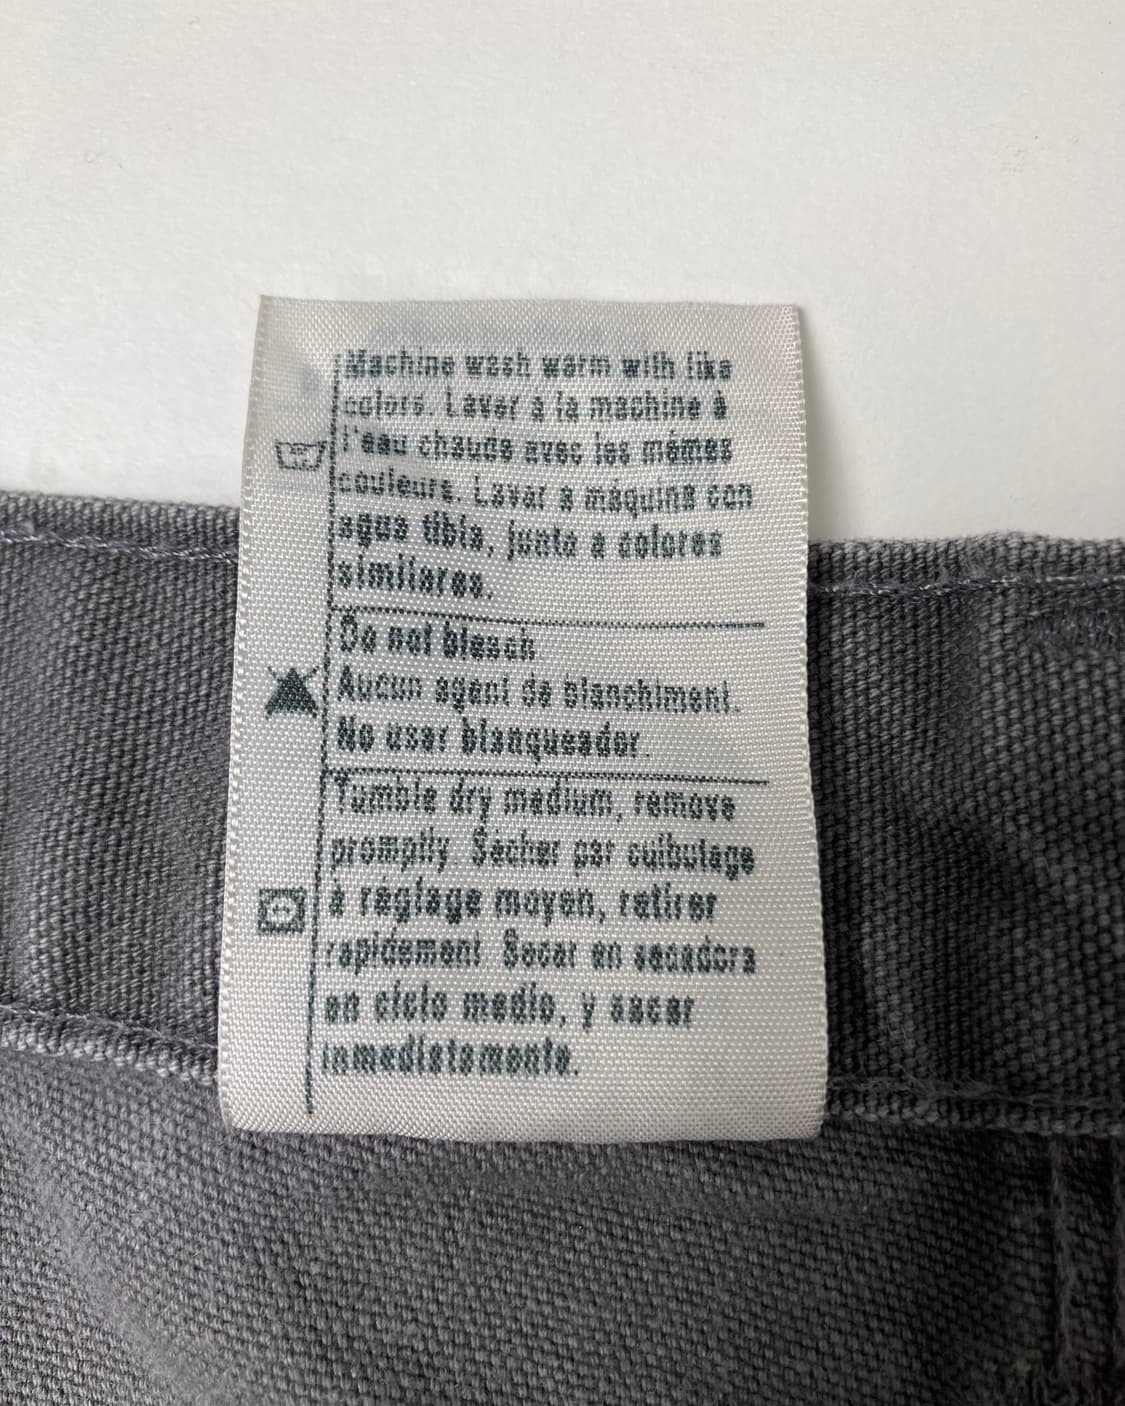 Machine wash warm with like
colors. Laver à la machine à
l'eau chaude avec les mêmes
couleurs. Lavar a máquina con
agua tibia, junto a colores
similares.
Do not bleach
Aucun agent de blanchiment.
No usar blanqueador.
Tumble dry medium, remove
promptly. Sécher par culbutage
à réglage moyen, retirer
rapidement. Secar en secadora
en ciclo medio, y sacar
inmediatamente.